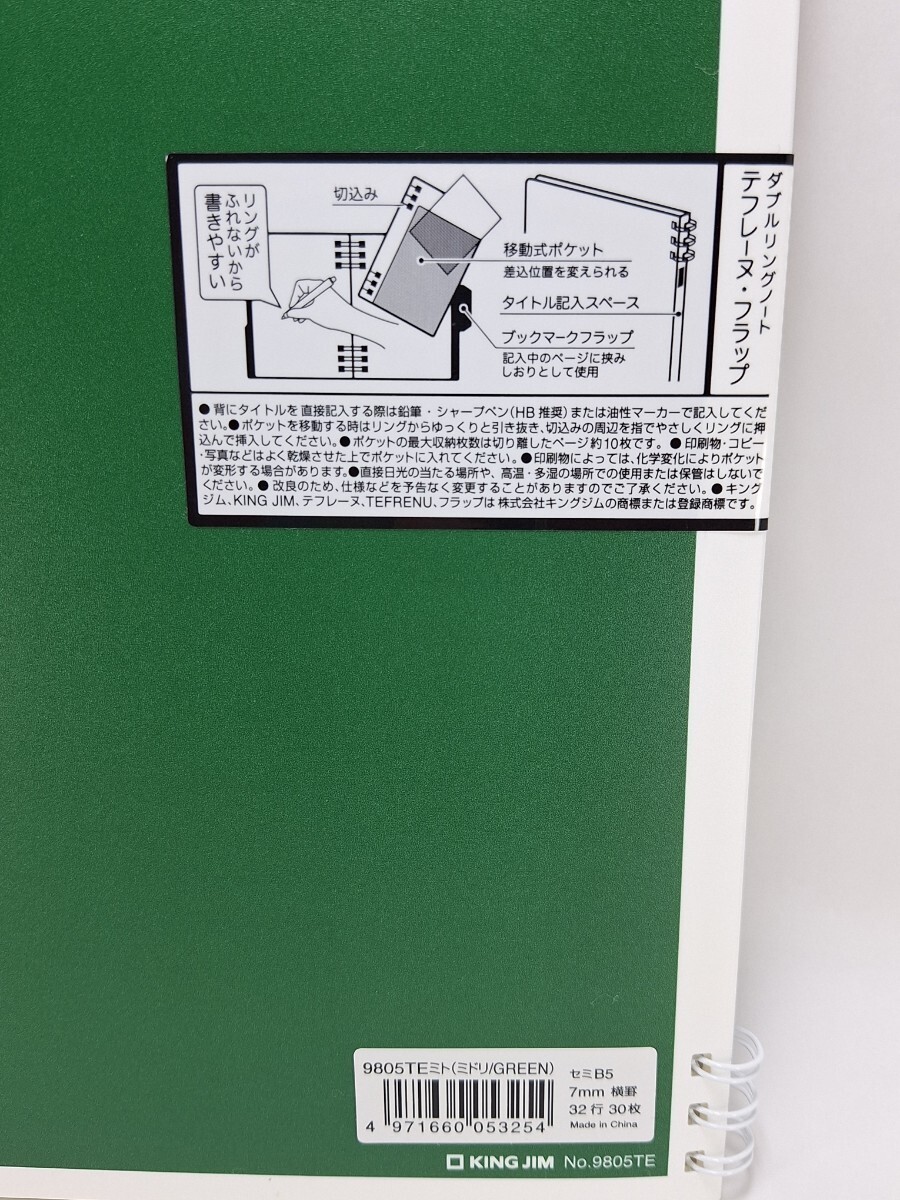 ダブルリングノート
テフレーヌ・フラップ
リングが
ふれないから
書きやすい
切込み
移動式ポケット
差込位置を変えられる
タイトル記入スペース
ブックマークフラップ
記入中のページに挟み
しおりとして使用
●背にタイトルを直接記入する際は鉛筆・シャープペン(HB推奨)または油性マーカーで記入してくだ
さい。●ポケットを移動する時はリングからゆっくりと引き抜き、切込みの周辺を指でやさしくリングに押
込んで挿入してください。●ポケットの最大収納枚数は切り離したページ約10枚です。●印刷物・コピー
・写真などはよく乾燥させた上でポケットに入れてください。●印刷物によっては、化学変化によりポケット
が変形する場合があります。●直接日光の当たる場所や、高温・多湿の場所での使用または保管はしないで
ください。●改良のため、仕様などを予告なく変更することがありますのでご了承ください。●キング
ジム、KING JIM、テフレーヌ、TEFRENU、フラップは株式会社キングジムの商標または登録商標です。
9805TEミト(ミドリ/GREEN)
4 971660 053254
セミB5
7mm 横罫
32行 30枚
Made in China
KING JIM No.9805TE